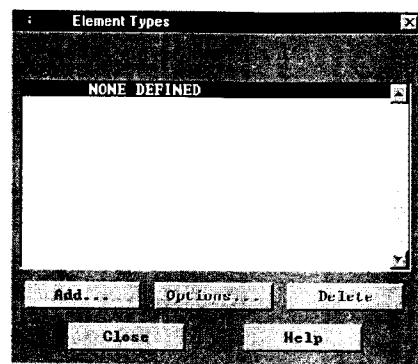 Element Types
NONE DEFINED
Add... Options... Delete
Close Help